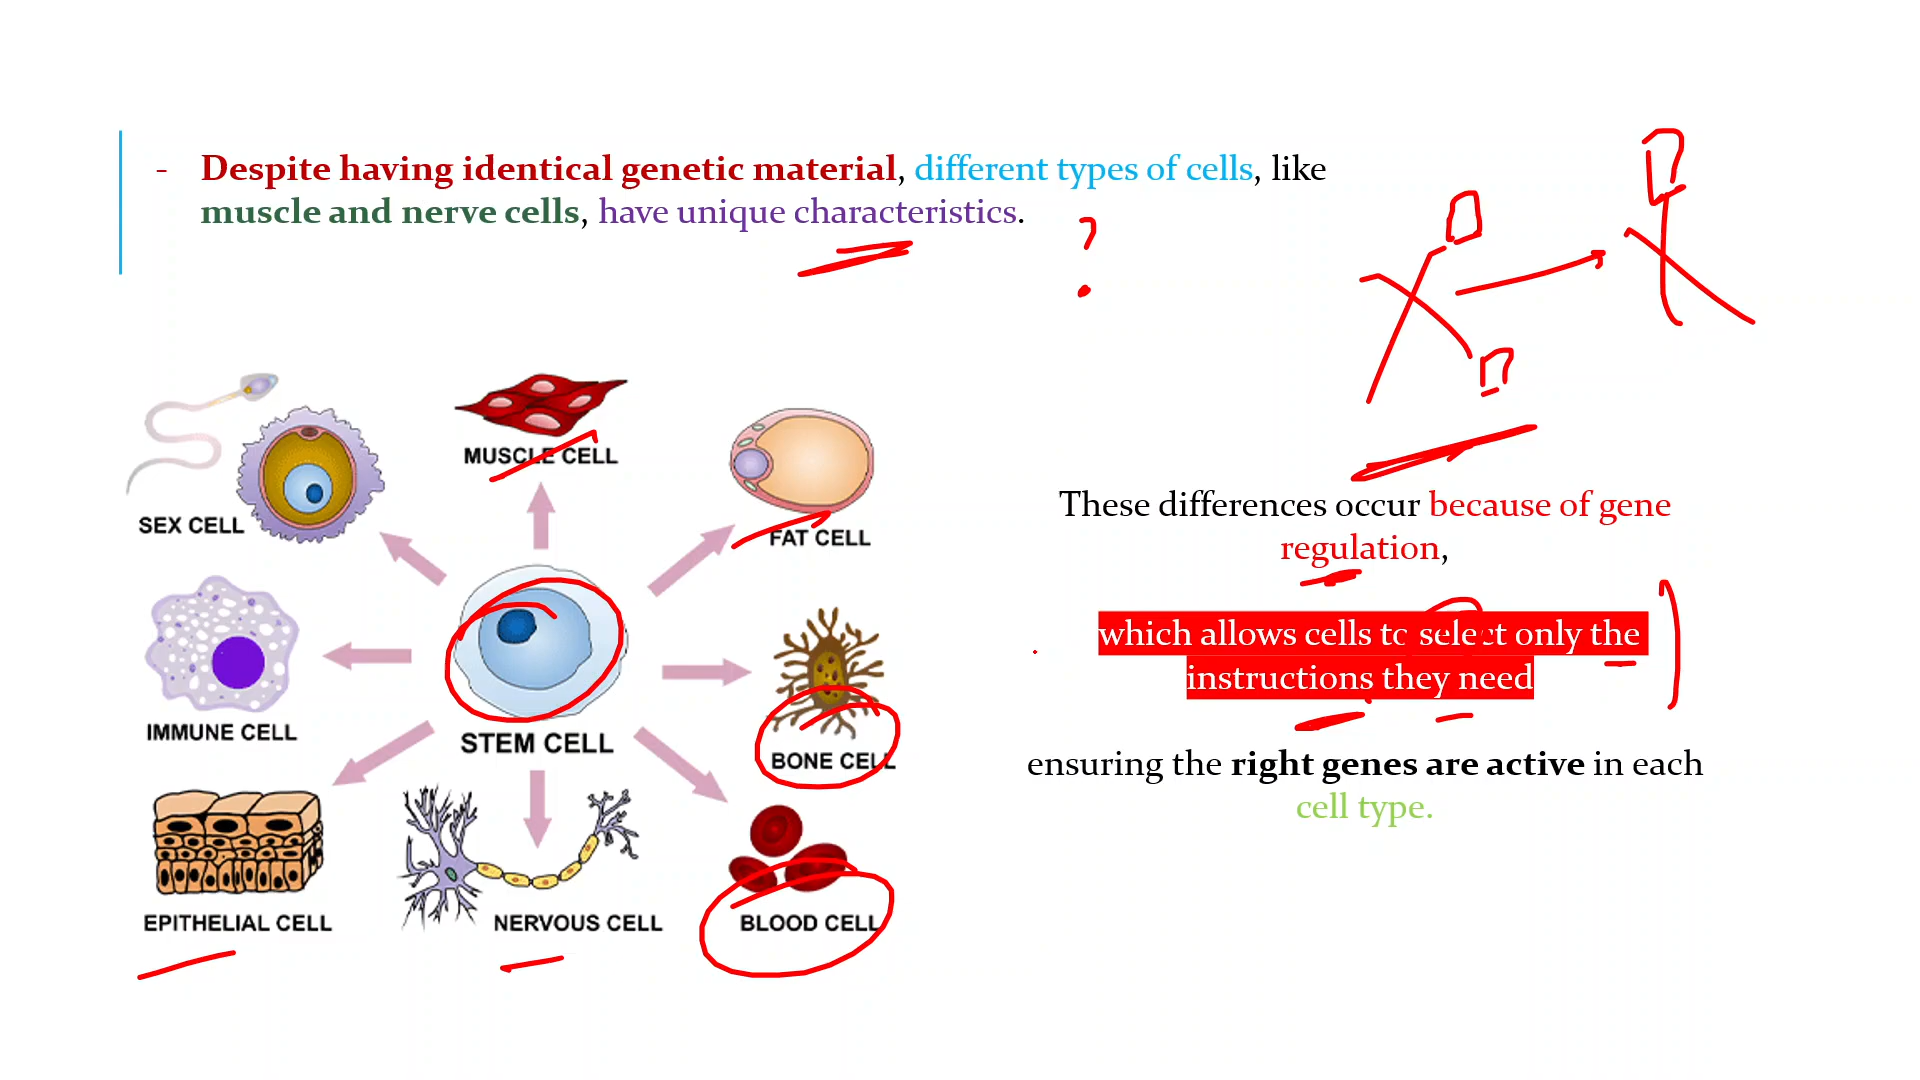 - Despite having identical genetic material, different types of cells, like
muscle and nerve cells, have unique characteristics.
?
MUSCLE CELL
SEX CELL
FAT CELL
IMMUNE CELL
STEM CELL
BONE CELL
EPITHELIAL CELL
NERVOUS CELL
BLOOD CELL
These differences occur because of gene
regulation,
which allows cells to select only the
instructions they need
ensuring the right genes are active in each
cell type.